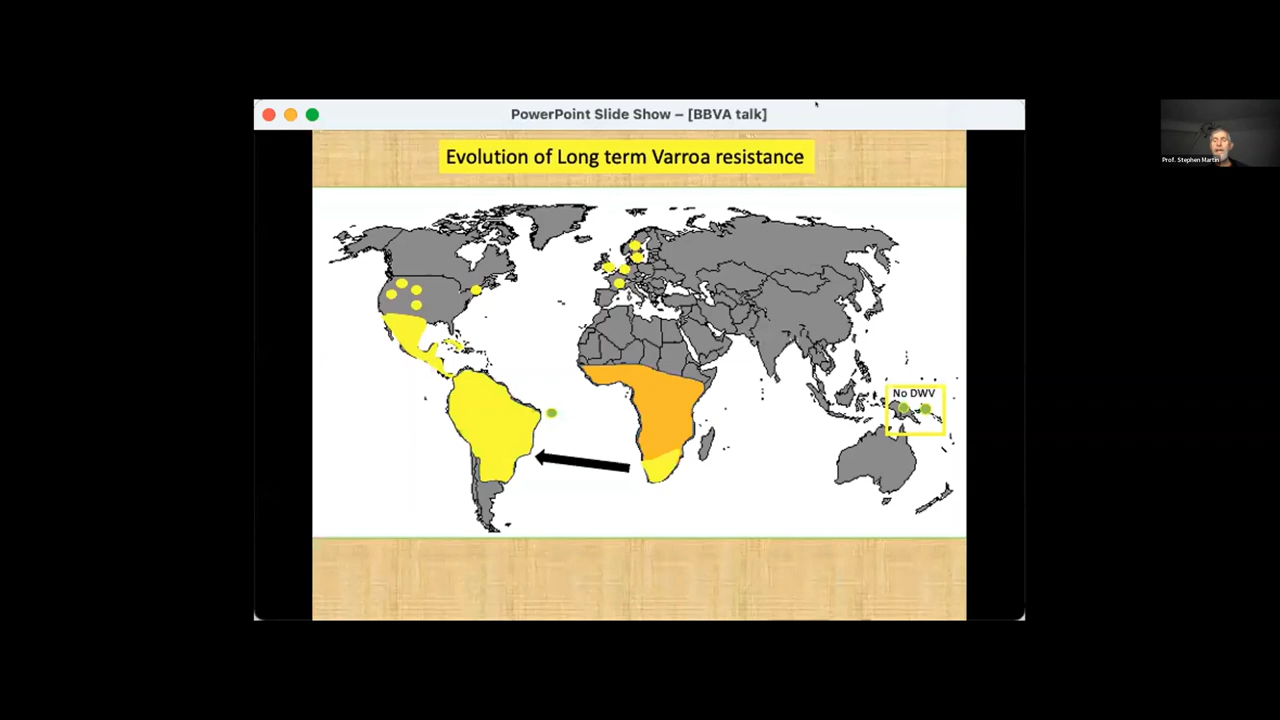 PowerPoint Slide Show – [BBVA talk]
Evolution of Long term Varroa resistance
Prof. Stephen Martin
No DWV